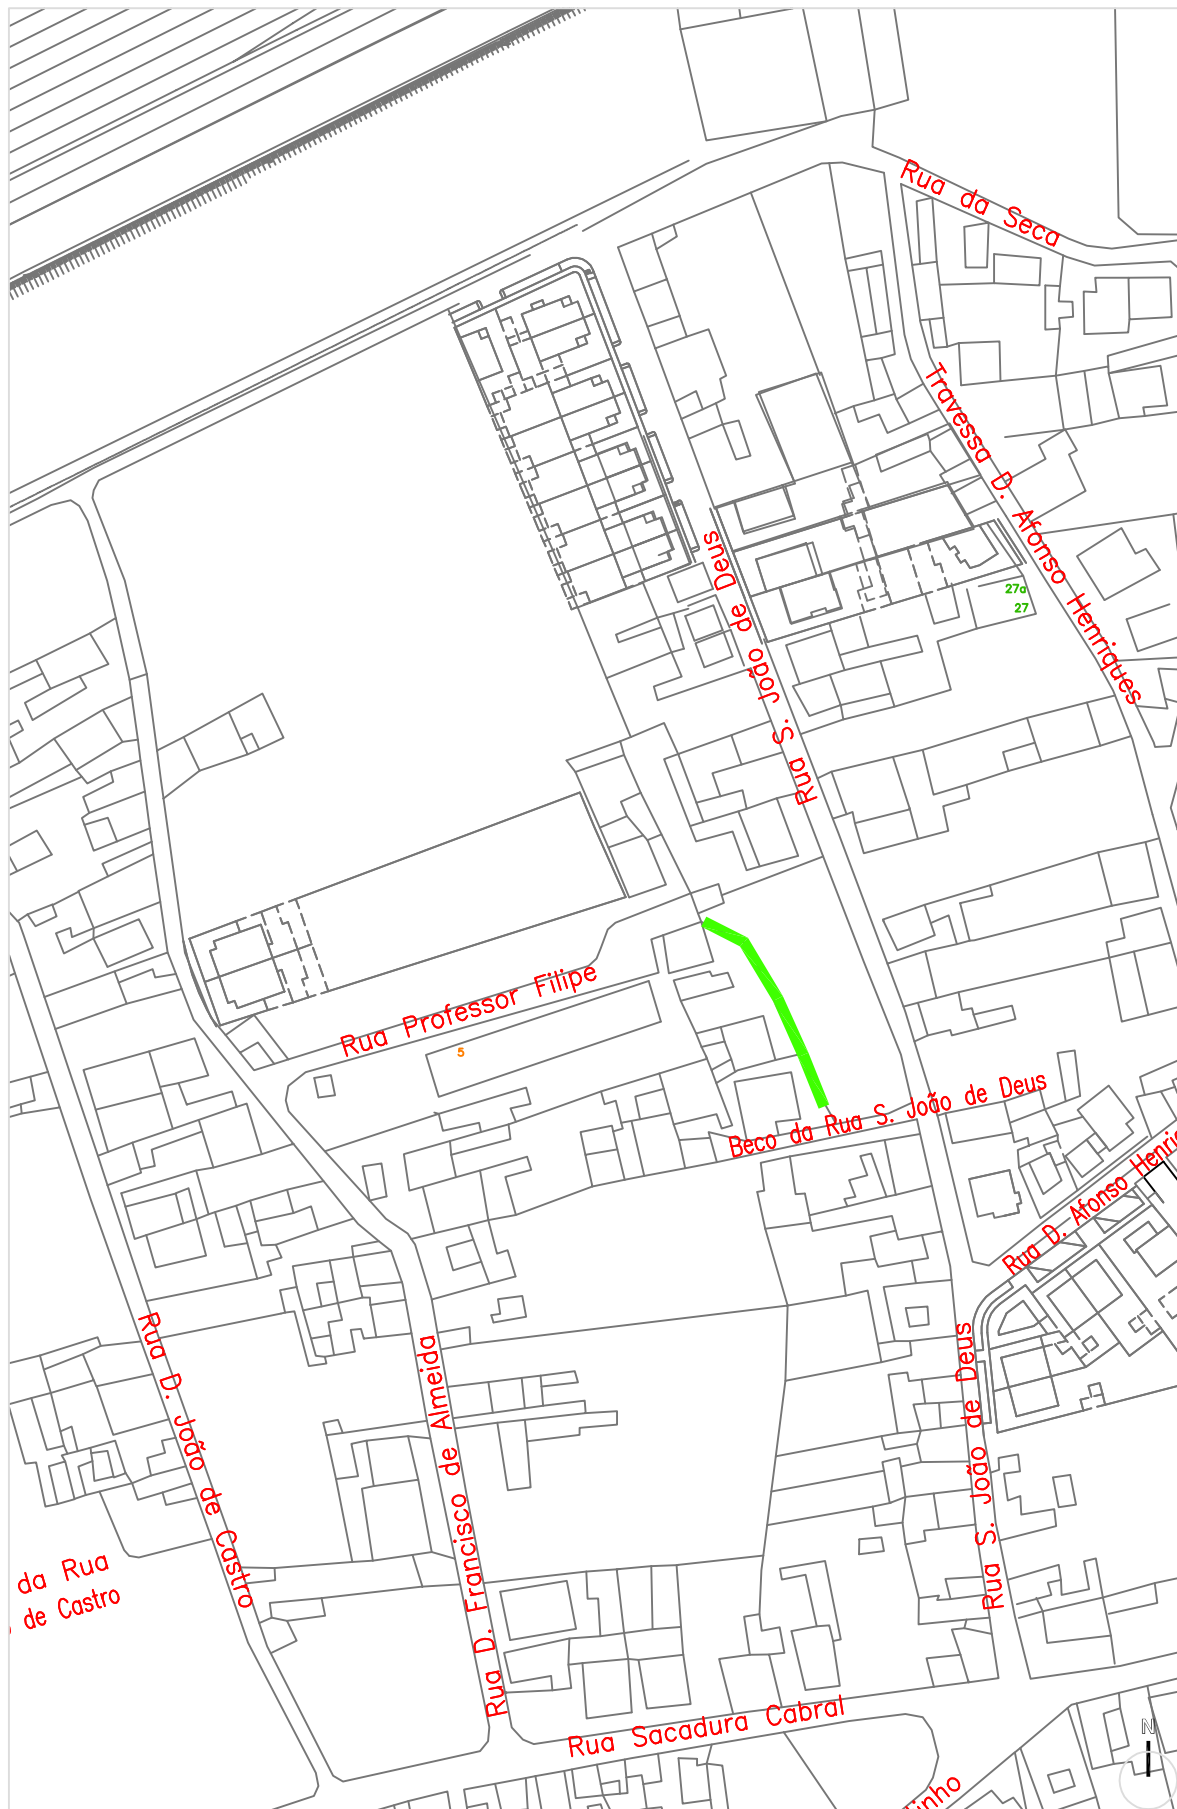 Rua da Seca
Travessa D. Afonso Henriques
Rua S. João de Deus
27a
27
Rua Professor Filipe
5
Beco da Rua S. João de Deus
Rua D. Afonso Henri
Rua D. João de Castro
Rua D. Francisco de Almeida
Rua S. João de Deus
da Rua
de Castro
Rua Sacadura Cabral
N
inho